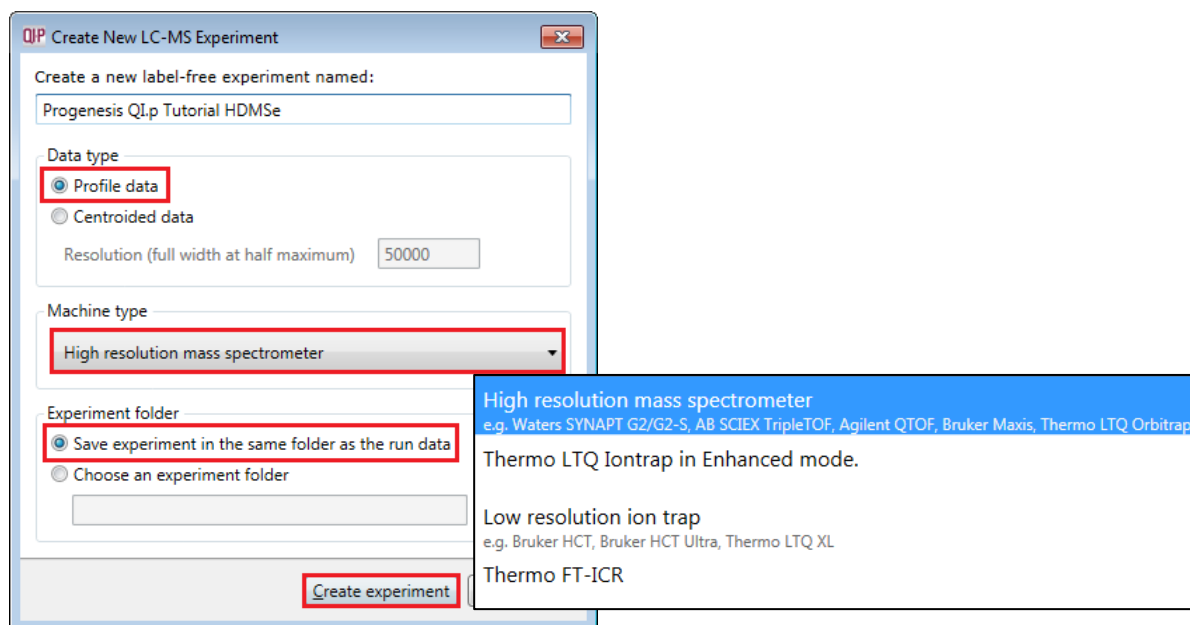 QIP Create New LC-MS Experiment
Create a new label-free experiment named:
Progenesis QI.p Tutorial HDMSe
Data type
Profile data
Centroided data
Resolution (full width at half maximum) 50000
Machine type
High resolution mass spectrometer
Experiment folder
Save experiment in the same folder as the run data
Choose an experiment folder
Create experiment
High resolution mass spectrometer
e.g. Waters SYNAPT G2/G2-S, AB SCIEX TripleTOF, Agilent QTOF, Bruker Maxis, Thermo LTQ Orbitrap
Thermo LTQ Iontrap in Enhanced mode.
Low resolution ion trap
e.g. Bruker HCT, Bruker HCT Ultra, Thermo LTQ XL
Thermo FT-ICR